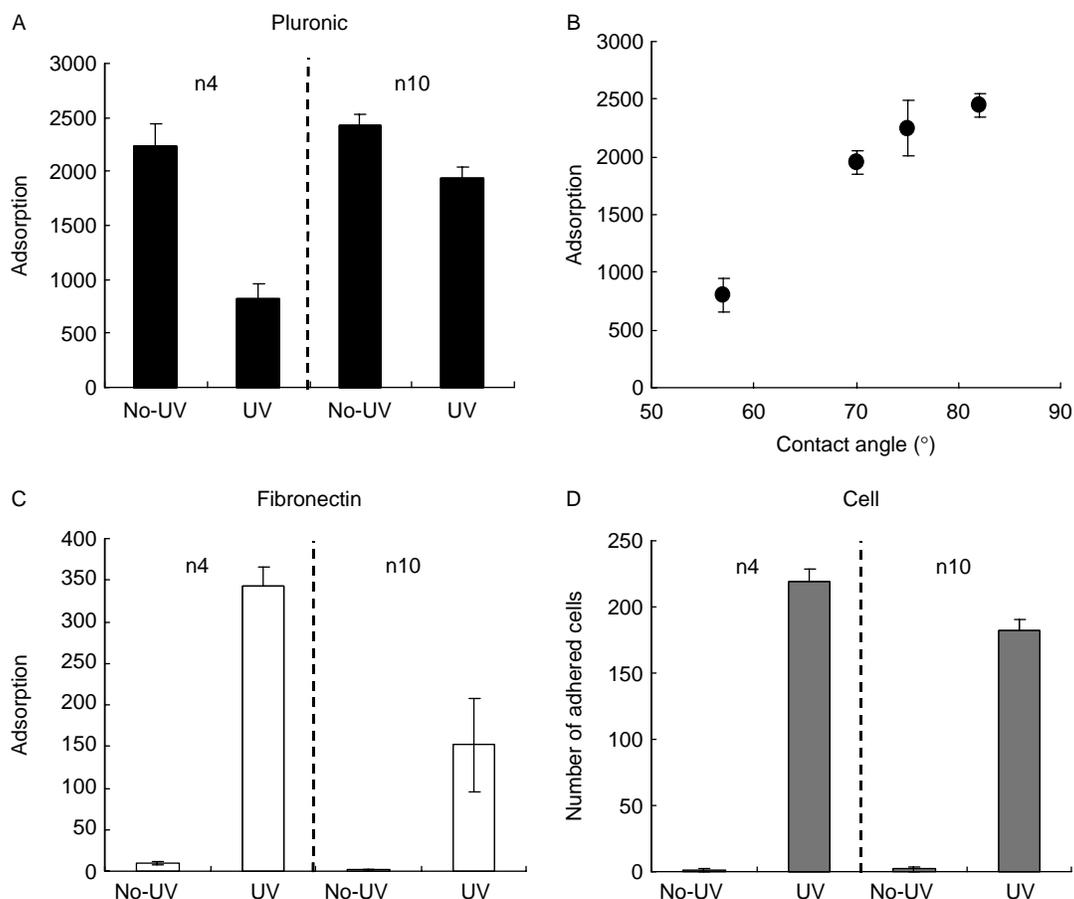 A
Pluronic
3000
2500
2000
1500
1000
500
0
Adsorption
n4
n10
No-UV UV No-UV UV
B
3000
2500
2000
1500
1000
500
0
Adsorption
50 60 70 80 90
Contact angle (°)
C
Fibronectin
400
350
300
250
200
150
100
50
0
Adsorption
n4
n10
No-UV UV No-UV UV
D
Cell
250
200
150
100
50
0
Number of adhered cells
n4
n10
No-UV UV No-UV UV